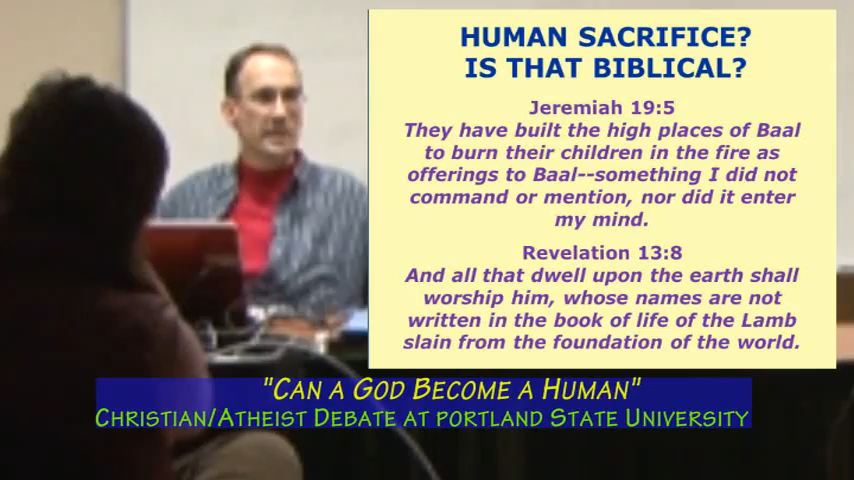 HUMAN SACRIFICE?
IS THAT BIBLICAL?
Jeremiah 19:5
They have built the high places of Baal
to burn their children in the fire as
offerings to Baal--something I did not
command or mention, nor did it enter
my mind.
Revelation 13:8
And all that dwell upon the earth shall
worship him, whose names are not
written in the book of life of the Lamb
slain from the foundation of the world.
"CAN A GOD BECOME A HUMAN"
CHRISTIAN/ATHEIST DEBATE AT PORTLAND STATE UNIVERSITY